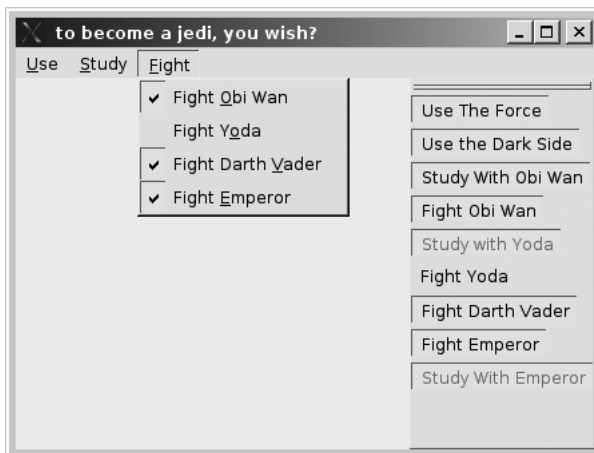 to become a jedi, you wish?
Use Study Fight
Fight Obi Wan
Fight Yoda
Fight Darth Vader
Fight Emperor
Use The Force
Use the Dark Side
Study With Obi Wan
Fight Obi Wan
Study with Yoda
Fight Yoda
Fight Darth Vader
Fight Emperor
Study With Emperor